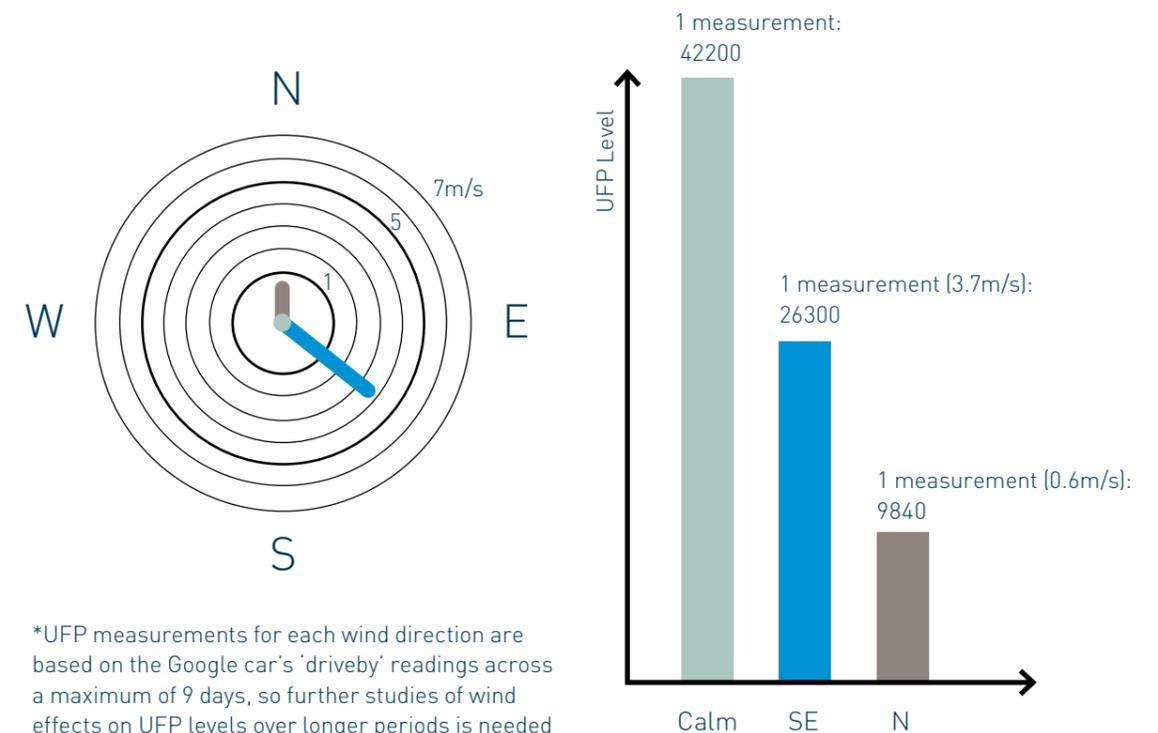 N
7m/s
5
1
W
E
S
*UFP measurements for each wind direction are
based on the Google car's 'driveby' readings across
a maximum of 9 days, so further studies of wind
effects on UFP levels over longer periods is needed
1 measurement:
42200
UFP Level
1 measurement (3.7m/s):
26300
1 measurement (0.6m/s):
9840
Calm
SE
N